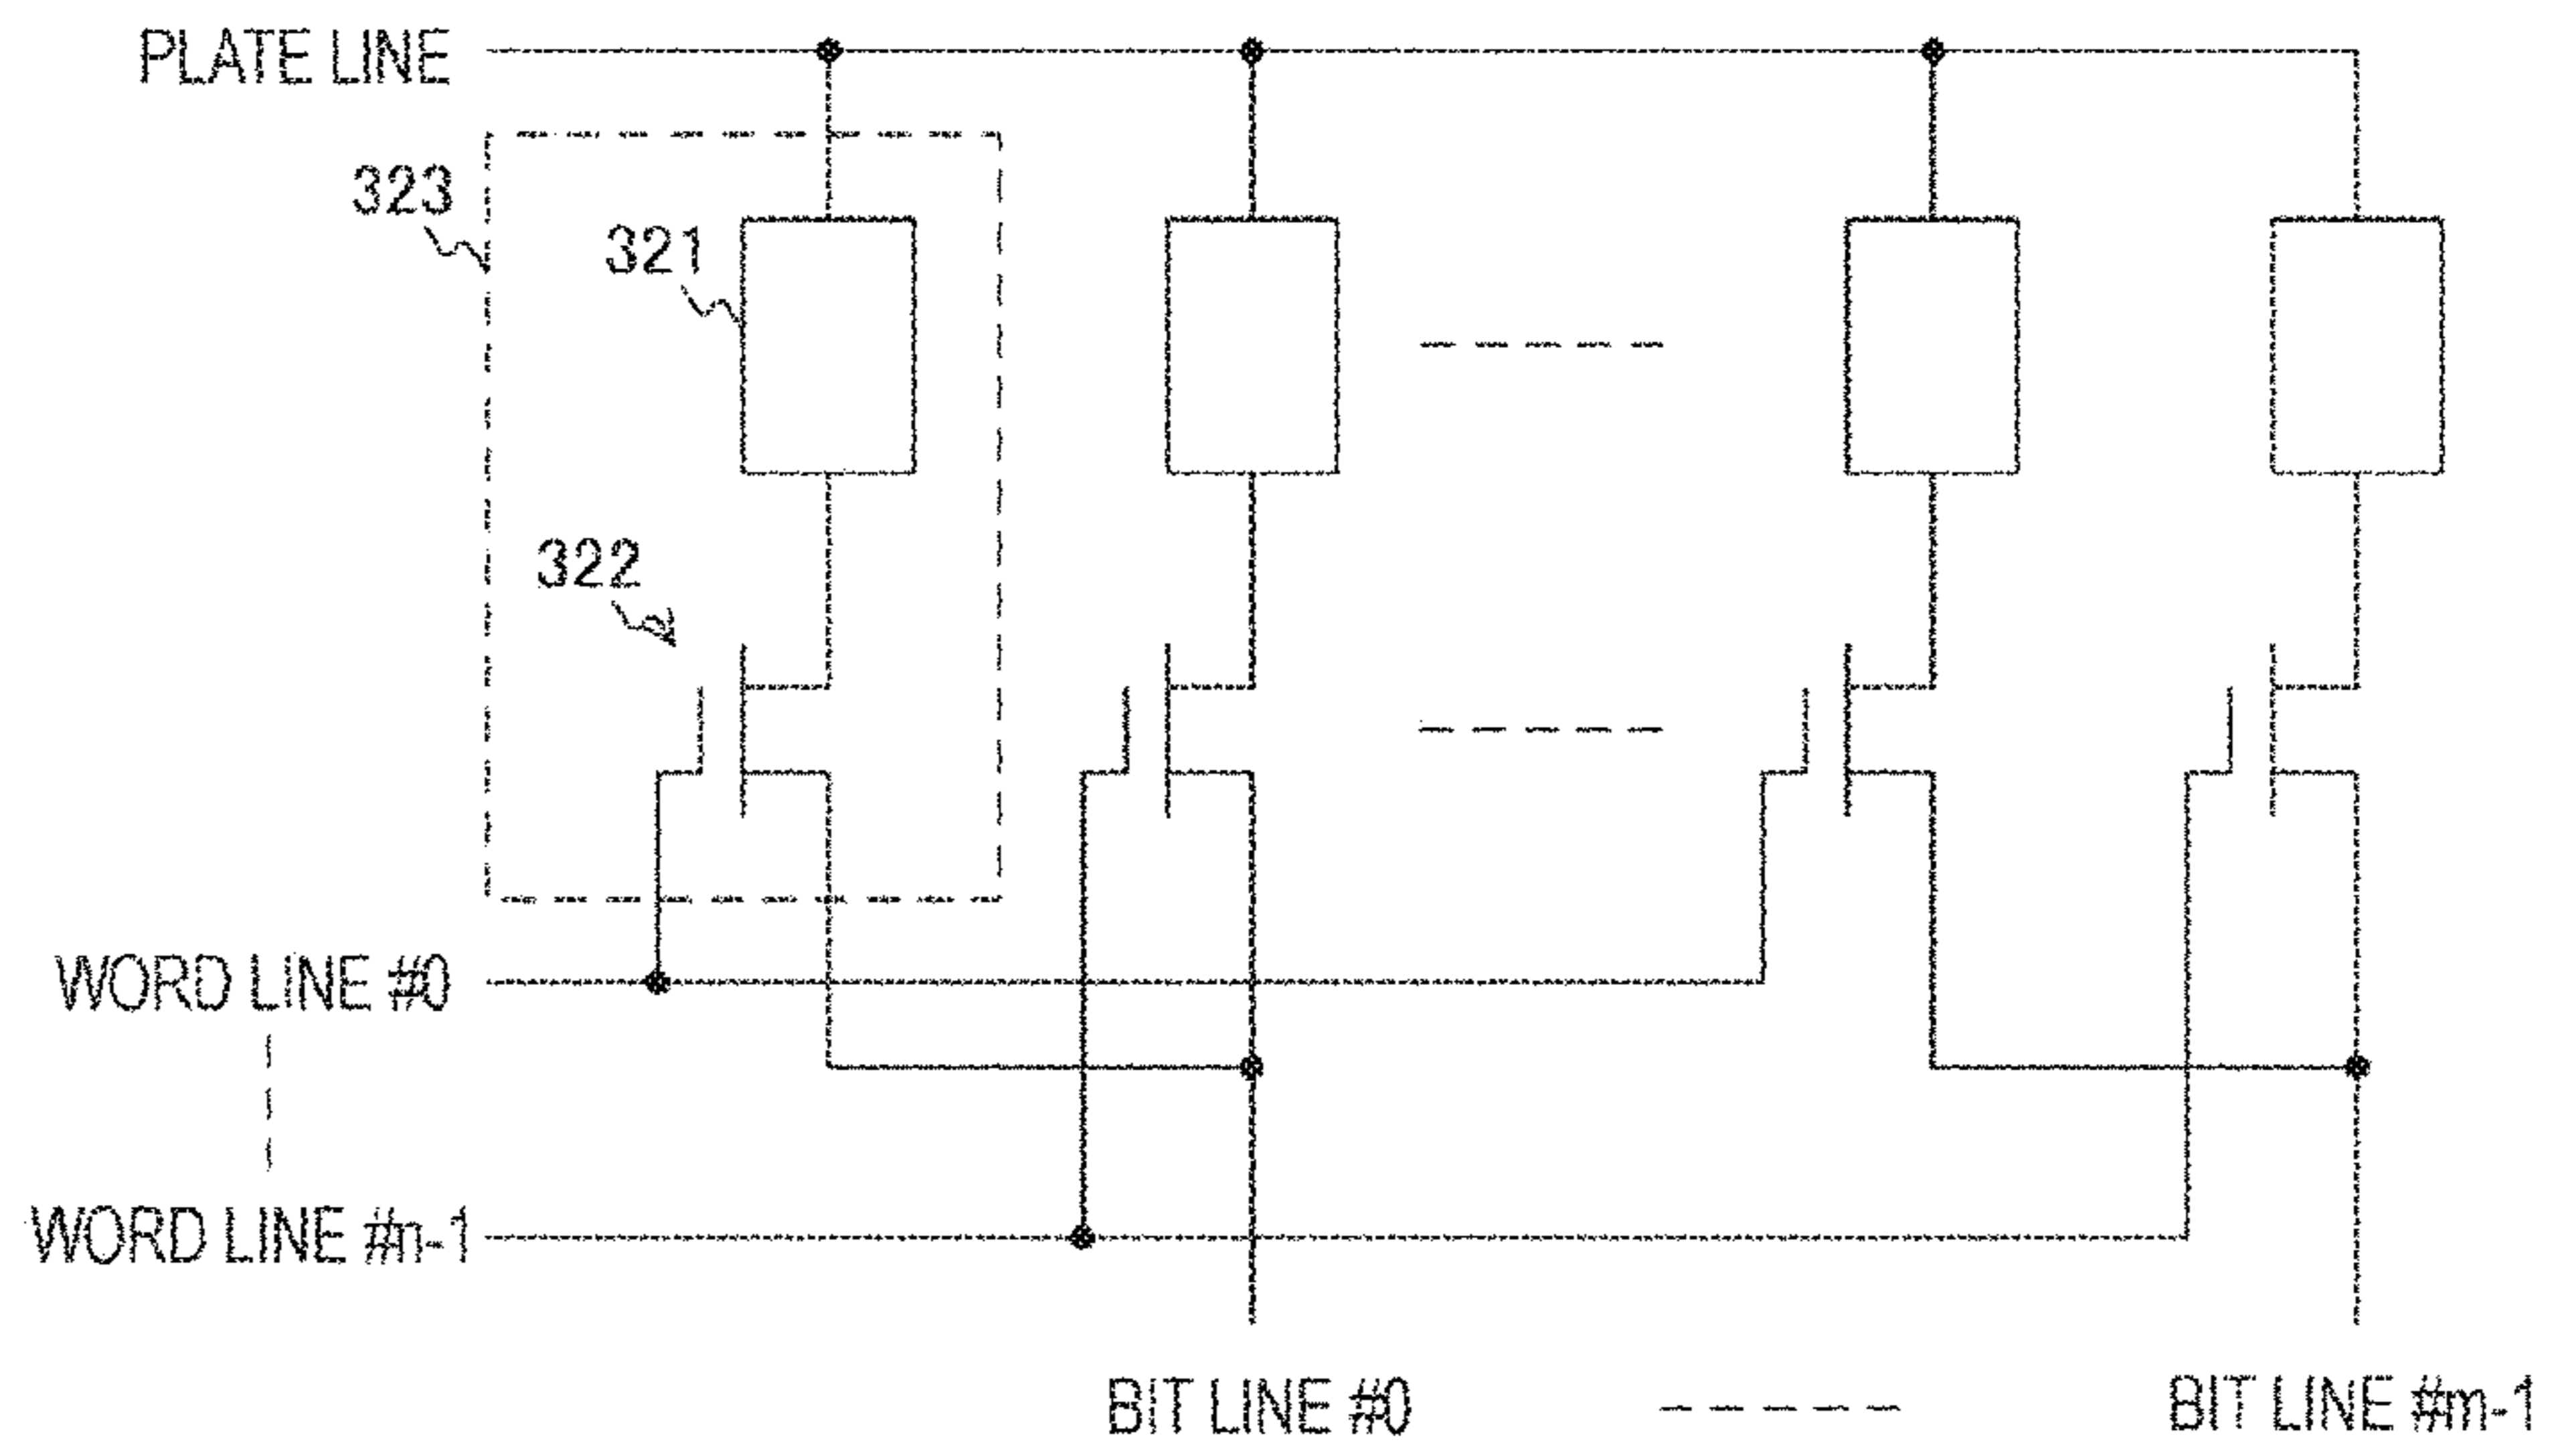 PLATE LINE
323
321
322
WORD LINE #0
WORD LINE #n-1
BIT LINE #0
BIT LINE #m-1